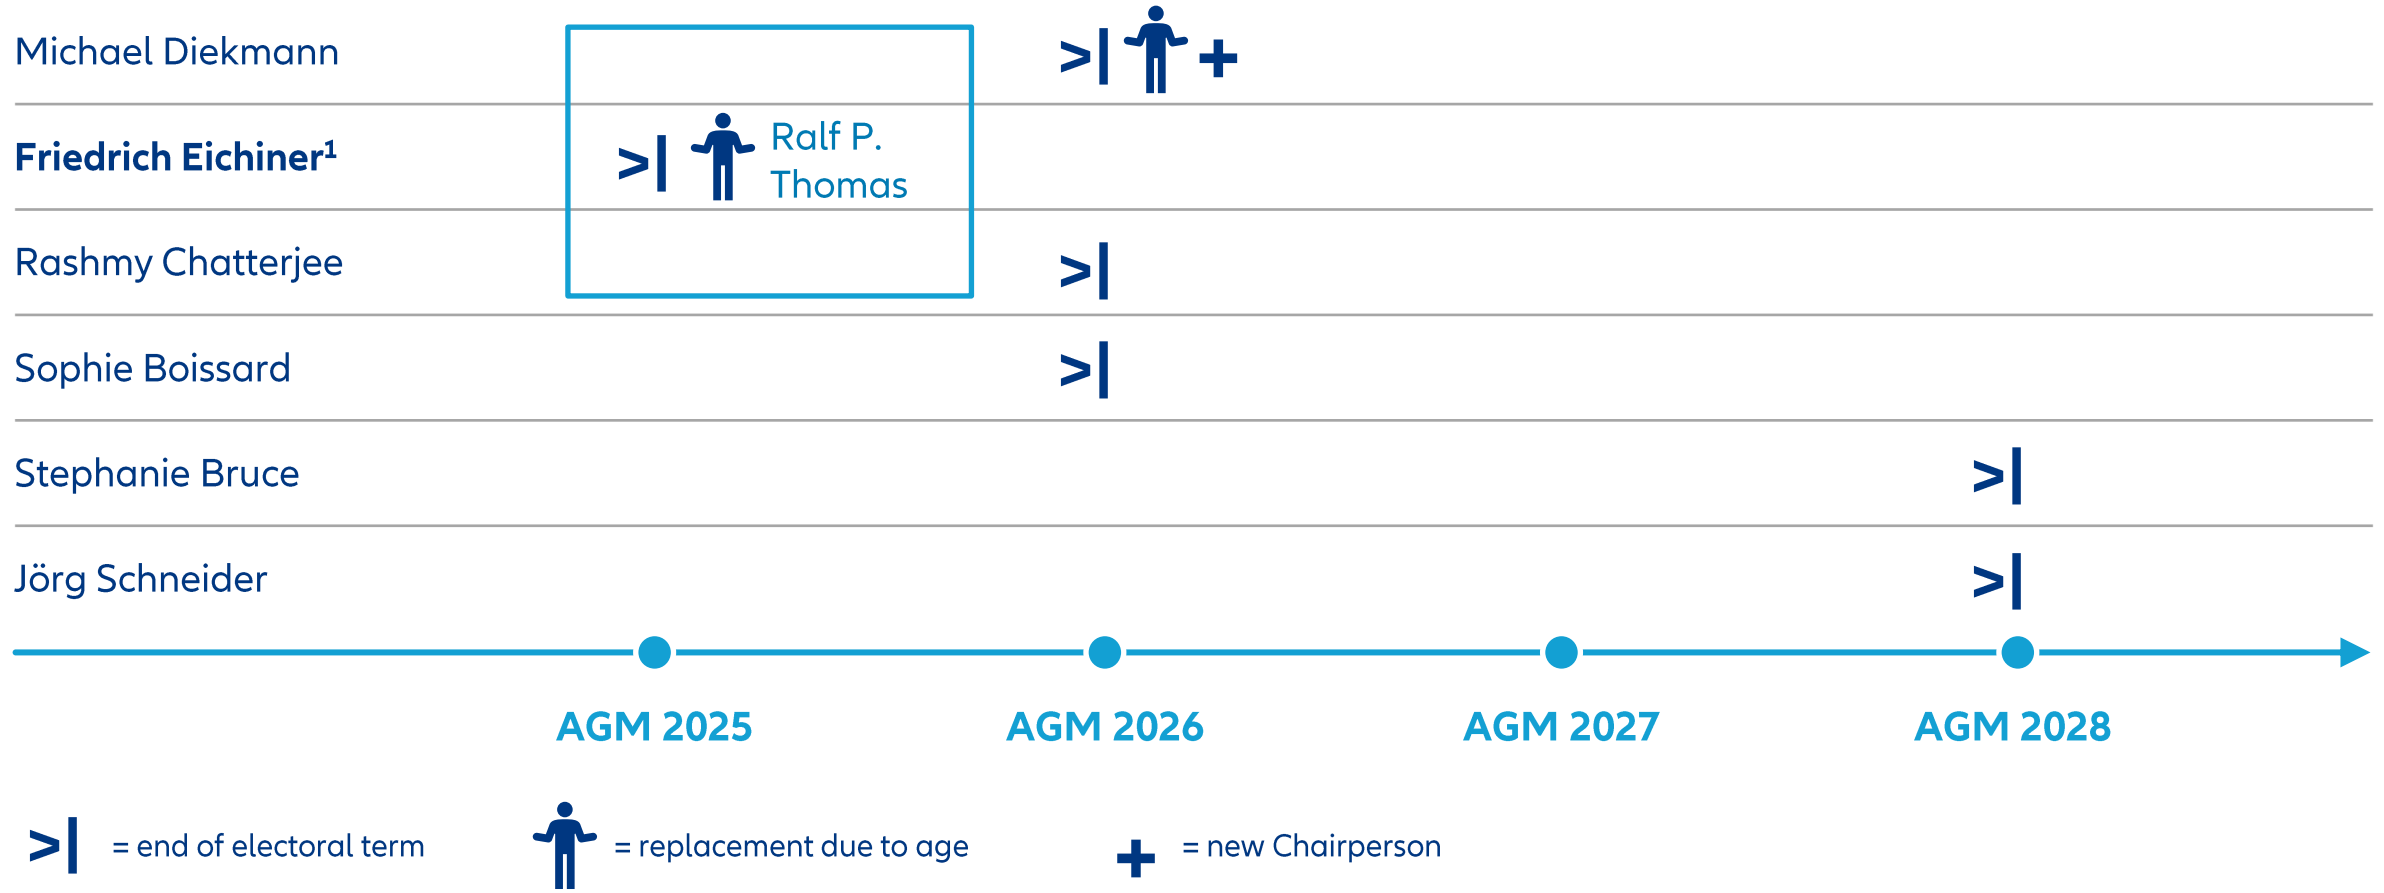 Michael Diekmann
>| +
Friedrich Eichiner¹
>| Ralf P.
Thomas
Rashmy Chatterjee
>|
Sophie Boissard
>|
Stephanie Bruce
>|
Jörg Schneider
>|
AGM 2025
AGM 2026
AGM 2027
AGM 2028
>| = end of electoral term
= replacement due to age
+ = new Chairperson